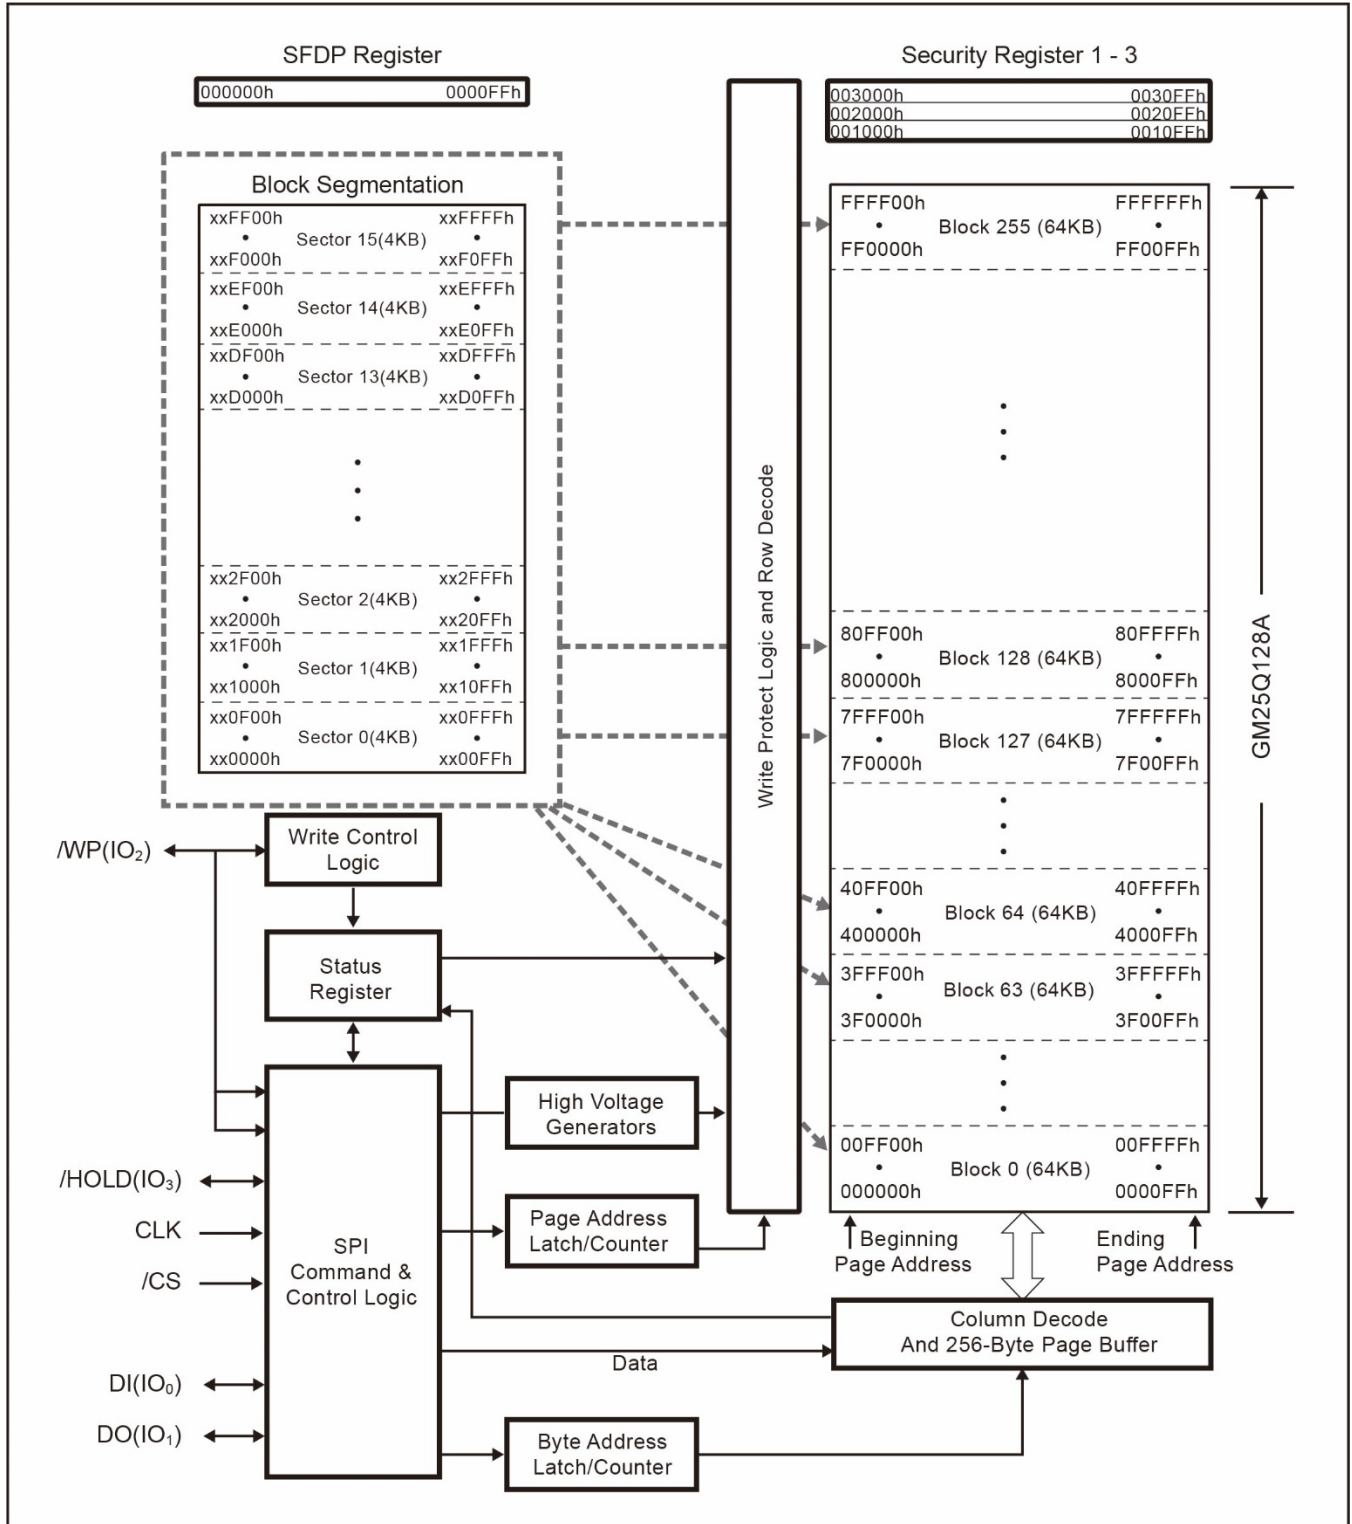 SFDP Register
000000h 0000FFh
Security Register 1 - 3
003000h 0030FFh
002000h 0020FFh
001000h 0010FFh
Block Segmentation
xxFF00h xxFFFFh
• Sector 15(4KB) •
xxF000h xxF0FFh
xxEF00h xxEFFFh
• Sector 14(4KB) •
xxE000h xxE0FFh
xxDF00h xxDFFFh
• Sector 13(4KB) •
xxD000h xxD0FFh
xx2F00h xx2FFFh
• Sector 2(4KB) •
xx2000h xx20FFh
xx1F00h xx1FFFh
• Sector 1(4KB) •
xx1000h xx10FFh
xx0F00h xx0FFFh
• Sector 0(4KB) •
xx0000h xx00FFh
Write Protect Logic and Row Decode
FFFF00h FFFFFFh
• Block 255 (64KB) •
FF0000h FF00FFh
80FF00h 80FFFFh
• Block 128 (64KB) •
800000h 8000FFh
7FFF00h 7FFFFFh
• Block 127 (64KB) •
7F0000h 7F00FFh
40FF00h 40FFFFh
• Block 64 (64KB) •
400000h 4000FFh
3FFF00h 3FFFFFh
• Block 63 (64KB) •
3F0000h 3F00FFh
00FF00h 00FFFFh
• Block 0 (64KB) •
000000h 0000FFh
GM25Q128A
Beginning
Page Address
Ending
Page Address
/WP(IO₂)
Write Control
Logic
Status
Register
High Voltage
Generators
/HOLD(IO₃)
CLK
/CS
DI(IO₀)
DO(IO₁)
SPI
Command &
Control Logic
Page Address
Latch/Counter
Column Decode
And 256-Byte Page Buffer
Data
Byte Address
Latch/Counter